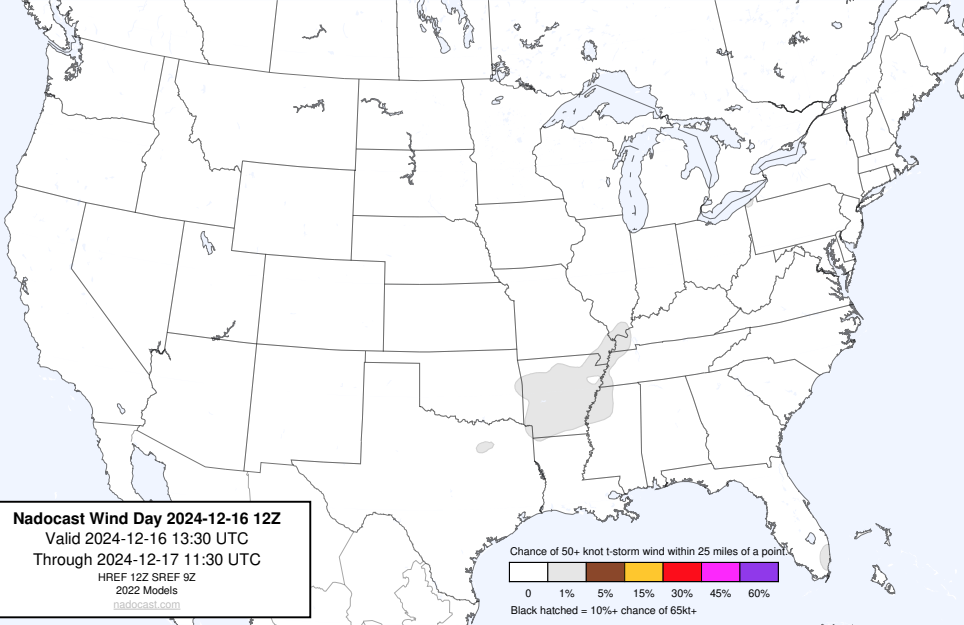 Nadocast Wind Day 2024-12-16 12Z
Valid 2024-12-16 13:30 UTC
Through 2024-12-17 11:30 UTC
HREF 12Z SREF 9Z
2022 Models
nadocast.com
Chance of 50+ knot t-storm wind within 25 miles of a point.
0 1% 5% 15% 30% 45% 60%
Black hatched = 10%+ chance of 65kt+